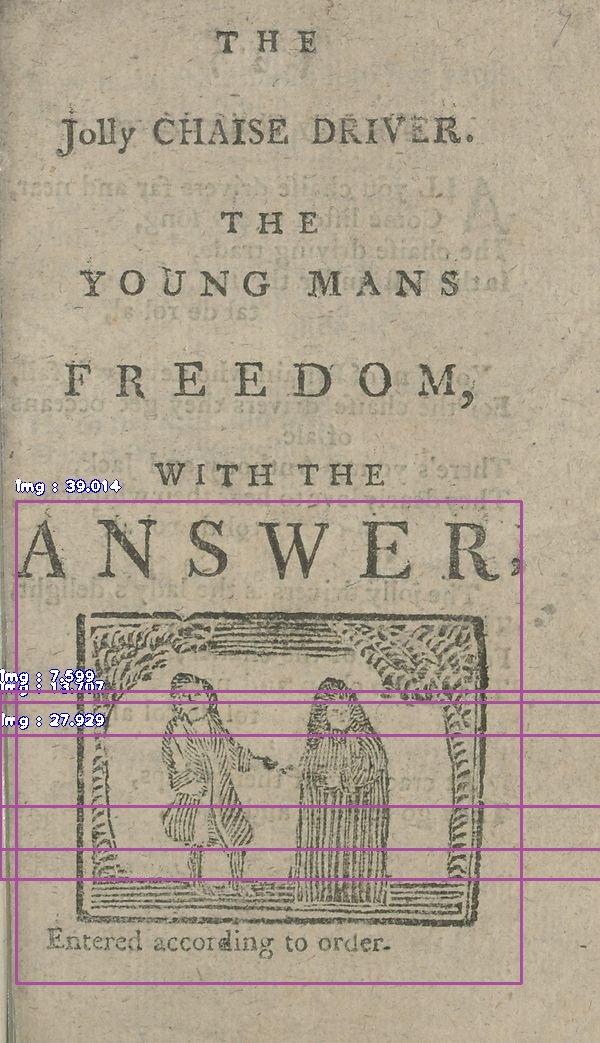 THE
Jolly CHAISE DRIVER.
THE
YOUNG MANS
FREEDOM,
WITH THE
Img : 39.014
ANSWER,
Img : 7.599
Img : 13.707
Img : 27.929
Entered according to order.